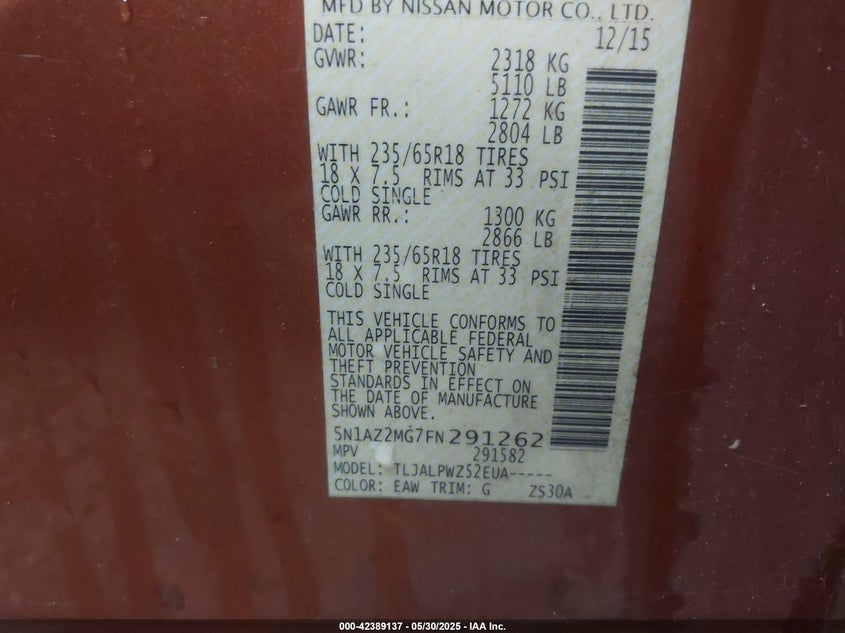 MFD BY NISSAN MOTOR CO., LTD.
DATE: 12/15
GVWR: 2318 KG
5110 LB
GAWR FR.: 1272 KG
2804 LB
WITH 235/65R18 TIRES
18 X 7.5 RIMS AT 33 PSI
COLD SINGLE
GAWR RR.: 1300 KG
2866 LB
WITH 235/65R18 TIRES
18 X 7.5 RIMS AT 33 PSI
COLD SINGLE
THIS VEHICLE CONFORMS TO
ALL APPLICABLE FEDERAL
MOTOR VEHICLE SAFETY AND
THEFT PREVENTION
STANDARDS IN EFFECT ON
THE DATE OF MANUFACTURE
SHOWN ABOVE.
5N1AZ2MG7FN291262
MPV 291582
MODEL: TLJALPWZ52EUA-----
COLOR: EAW TRIM: G ZS30A
000-42389137 - 05/30/2025 - IAA Inc.